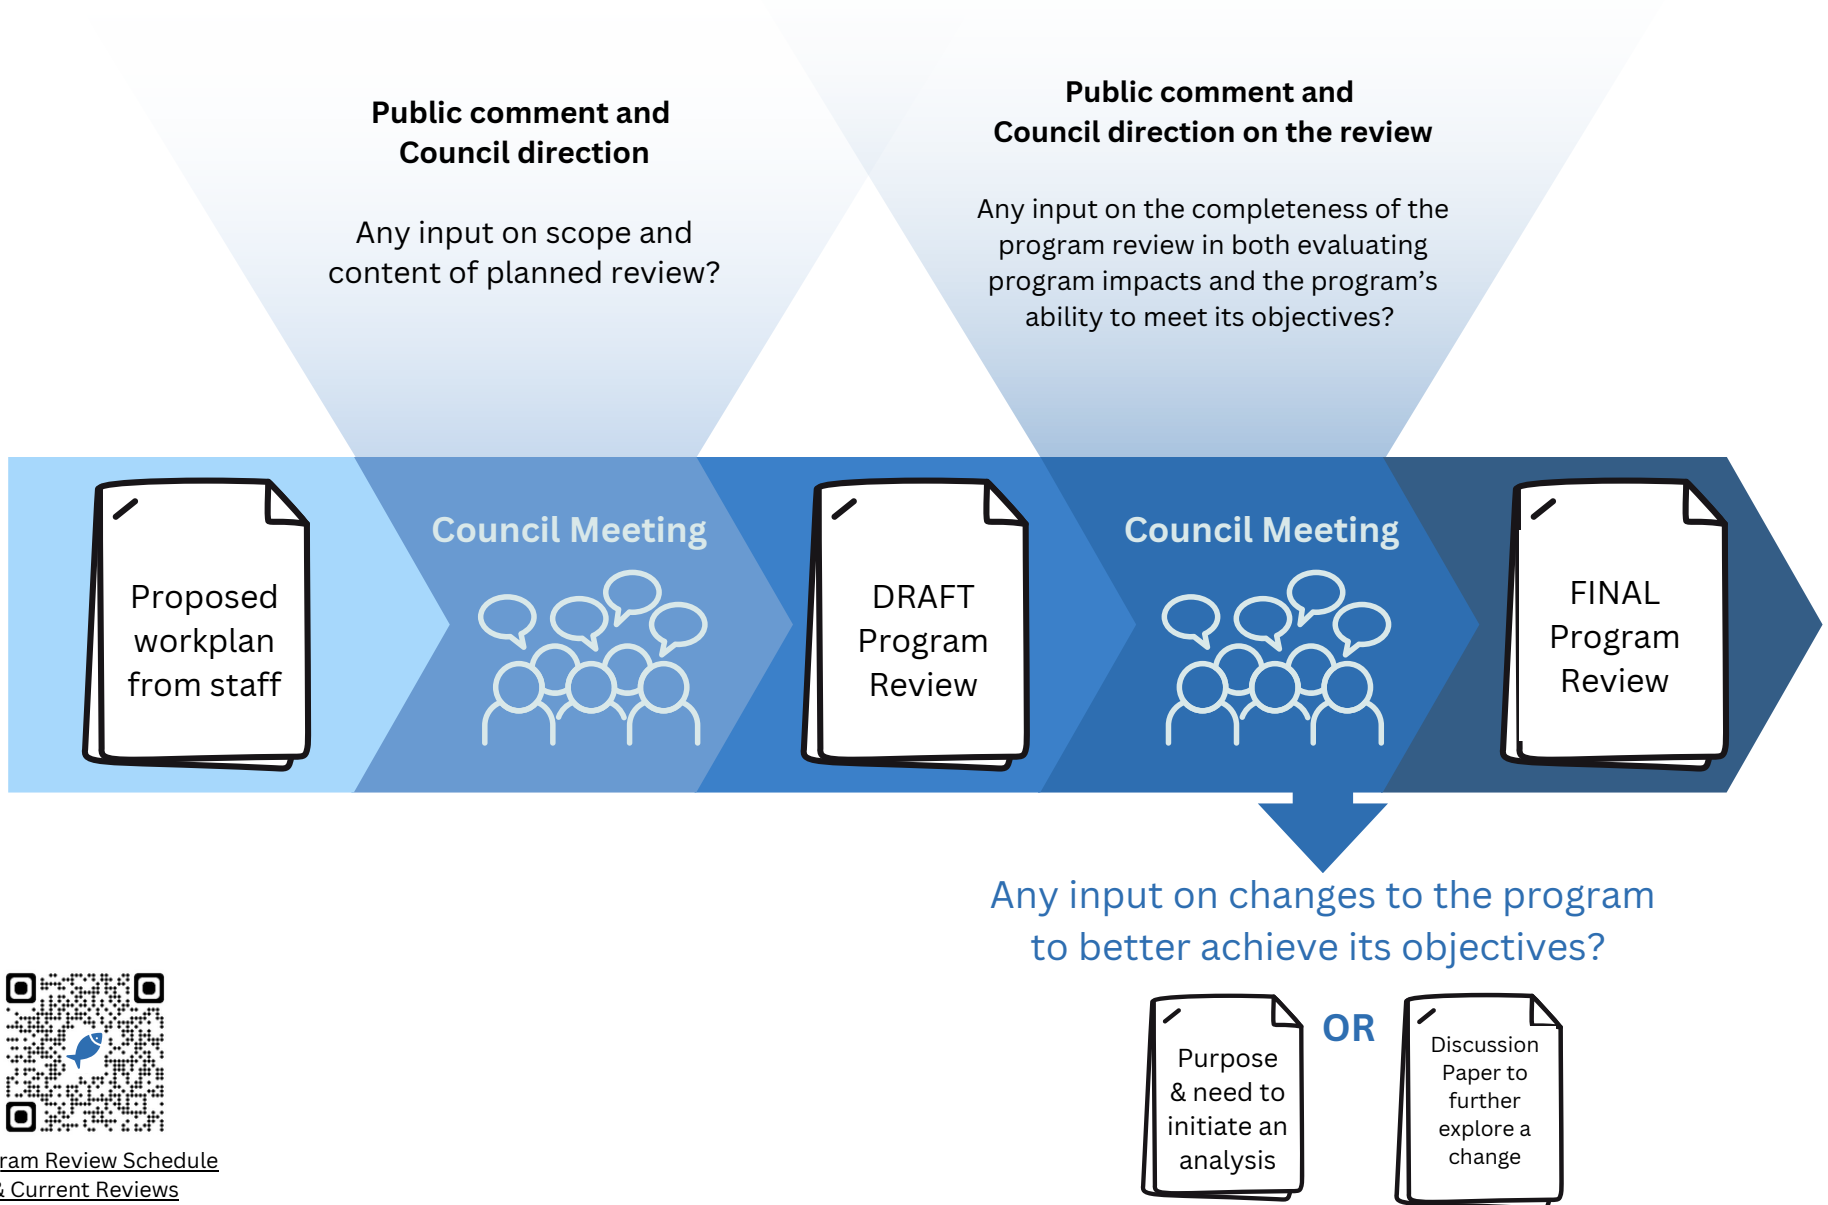 Public comment and
Council direction
Any input on scope and
content of planned review?
Public comment and
Council direction on the review
Any input on the completeness of the
program review in both evaluating
program impacts and the program’s
ability to meet its objectives?
Proposed
workplan
from staff
Council Meeting
DRAFT
Program
Review
Council Meeting
FINAL
Program
Review
Any input on changes to the program
to better achieve its objectives?
Purpose
& need to
initiate an
analysis
OR
Discussion
Paper to
further
explore a
change
ram Review Schedule
& Current Reviews